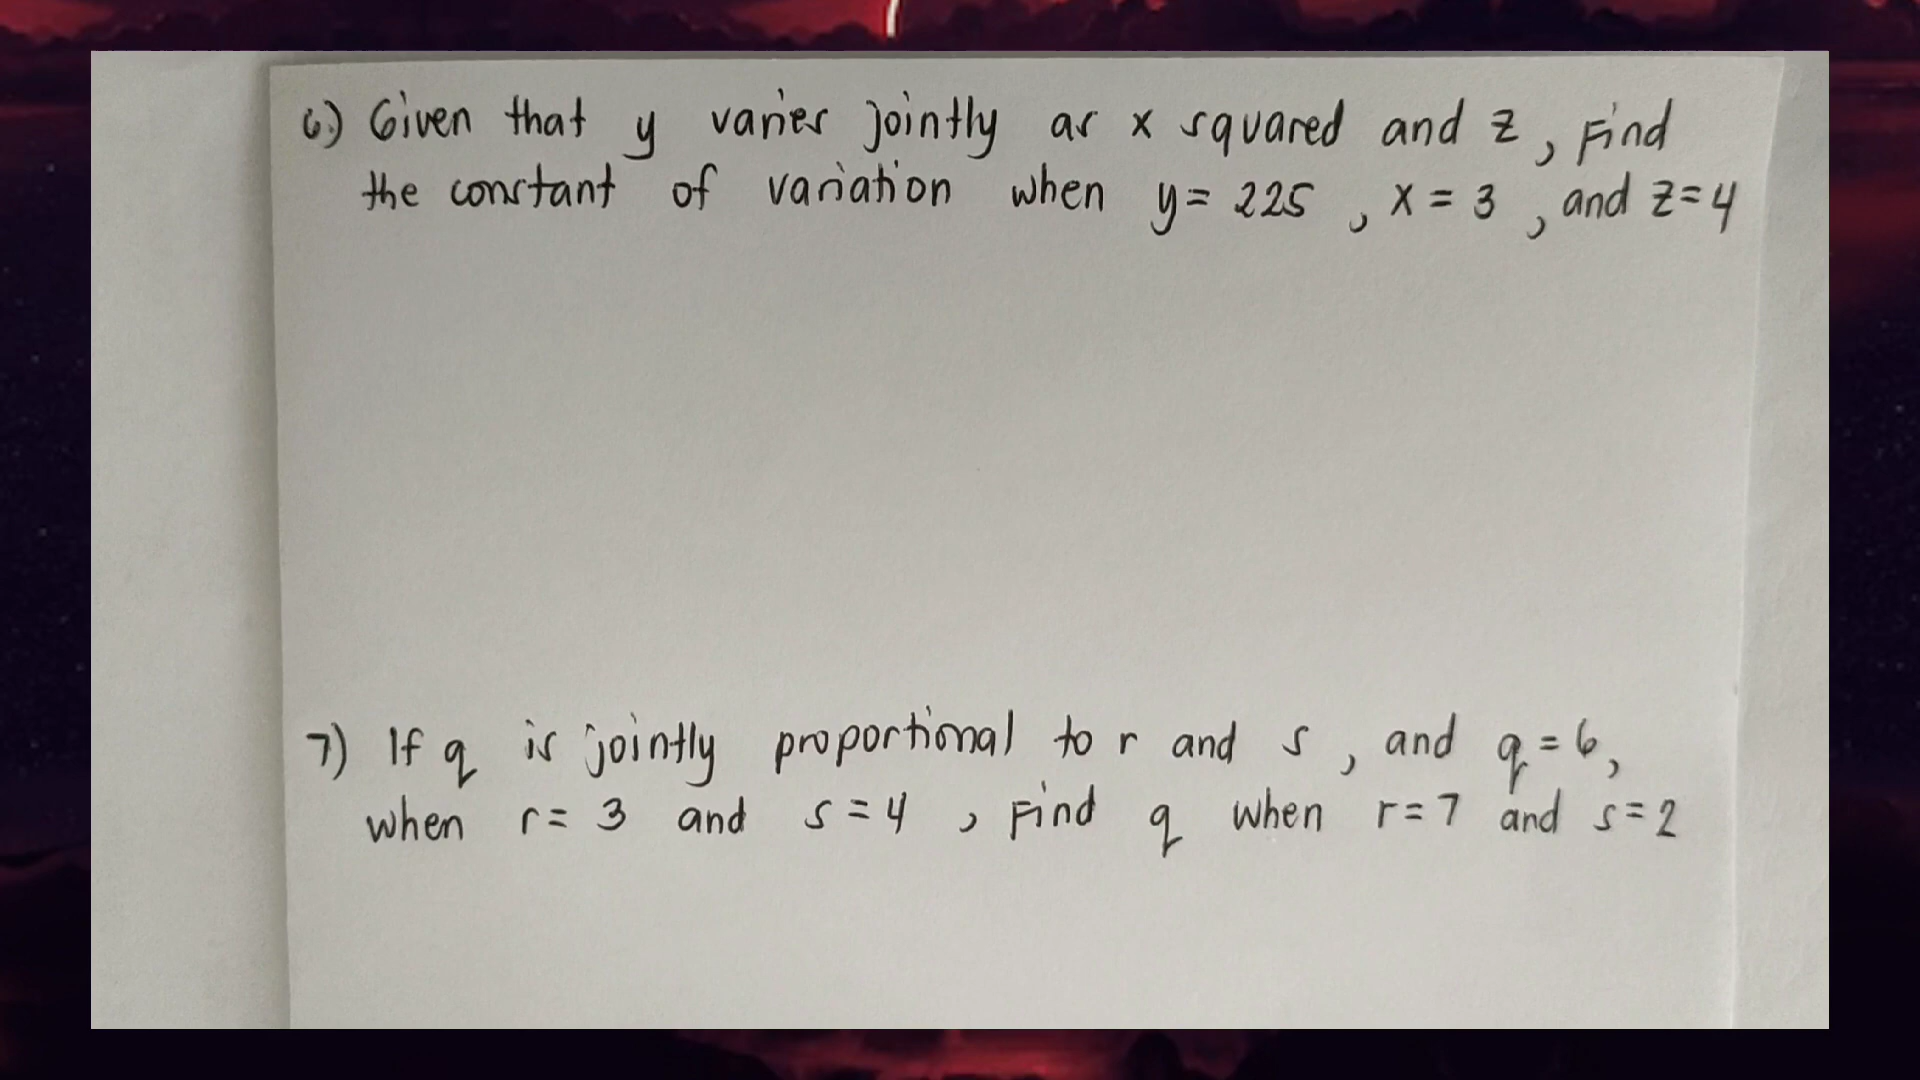 6.) Given that y varies jointly as x squared and z, Find
the constant of variation when y= 225, x = 3, and z=4
7) If q is jointly proportional to r and s, and q=6,
when r= 3 and s=4, Find q when r=7 and s=2